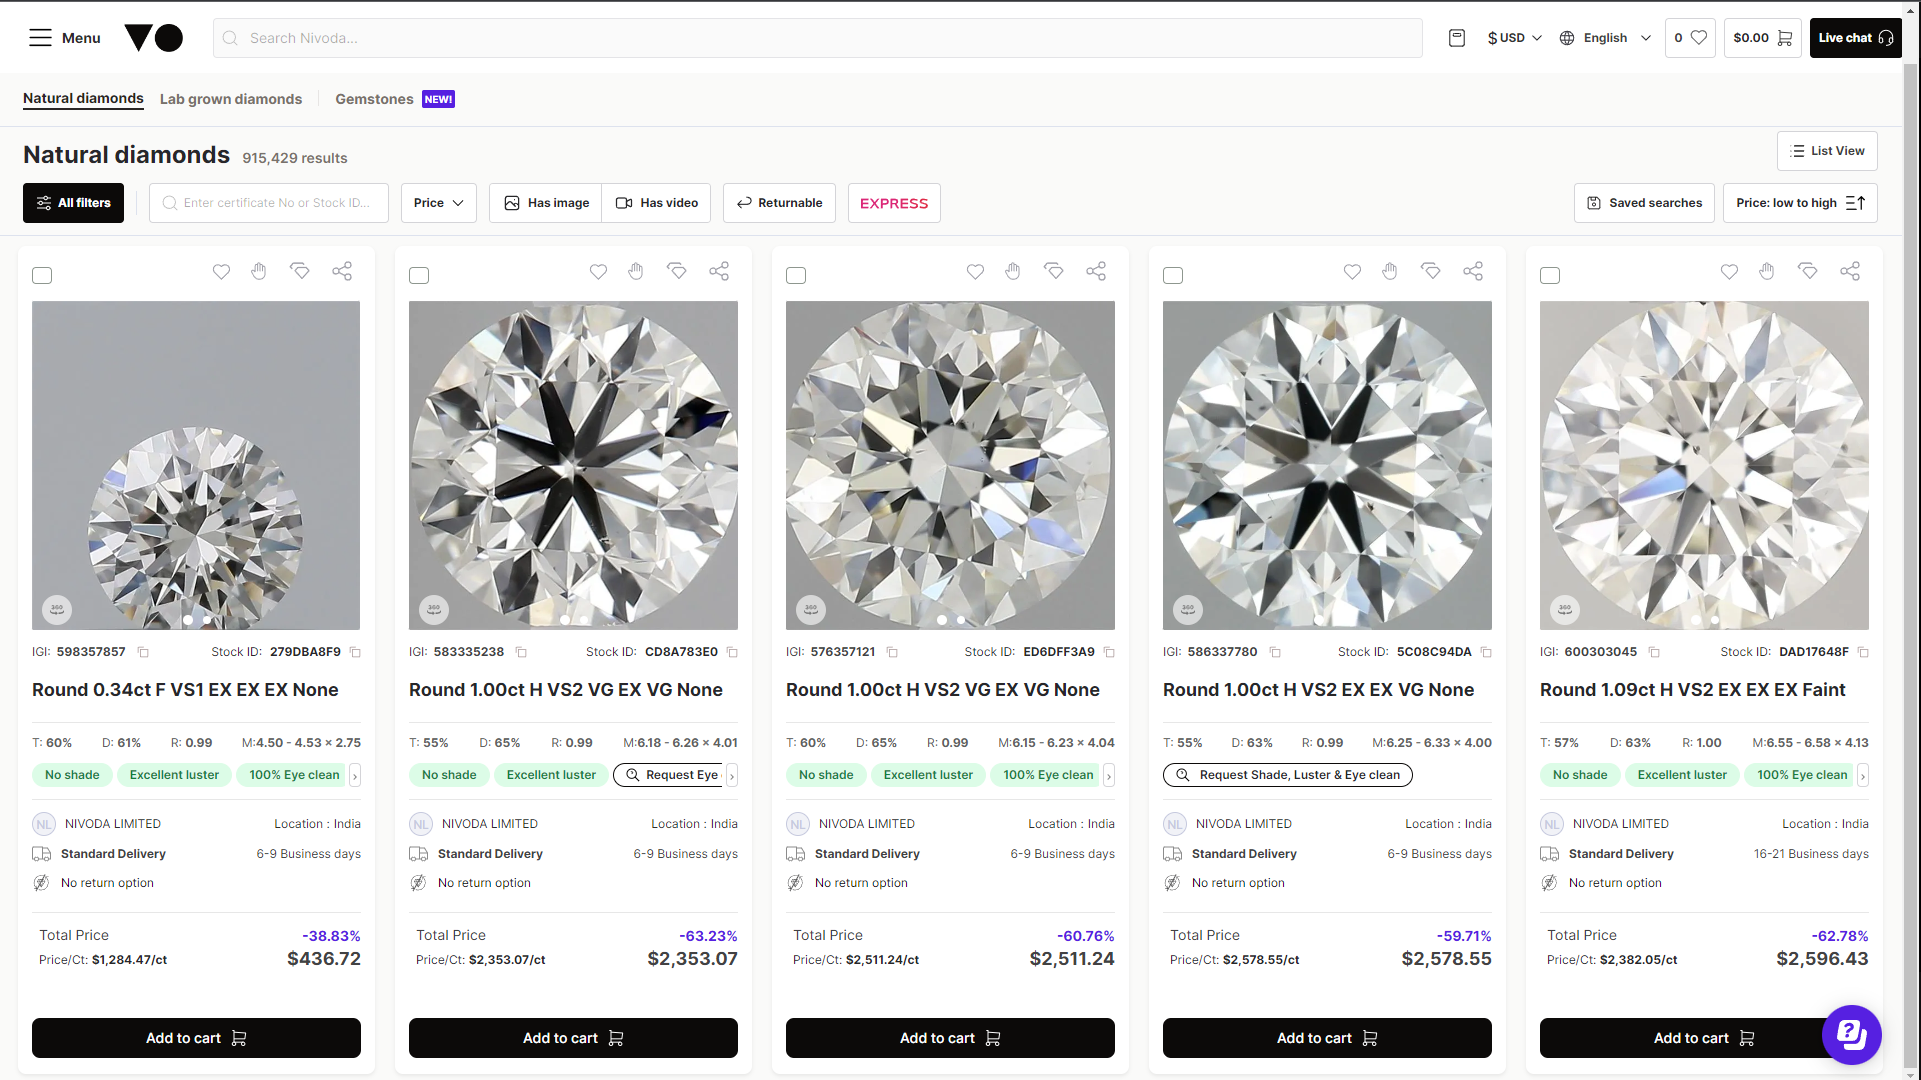 Menu
Search Nivoda...
$ USD
English
0
$0.00
Live chat
Natural diamonds
Lab grown diamonds
Gemstones
NEW!
Natural diamonds 915,429 results
List View
All filters
Enter certificate No or Stock ID...
Price
Has image
Has video
Returnable
EXPRESS
Saved searches
Price: low to high
360
IGI: 598357857
Stock ID: 279DBA8F9
Round 0.34ct F VS1 EX EX EX None
T: 60% D: 61% R: 0.99 M:4.50 - 4.53 × 2.75
No shade Excellent luster 100% Eye clean
NL NIVODA LIMITED Location : India
Standard Delivery 6-9 Business days
No return option
Total Price -38.83%
Price/Ct: $1,284.47/ct $436.72
Add to cart
360
IGI: 583335238
Stock ID: CD8A783E0
Round 1.00ct H VS2 VG EX VG None
T: 55% D: 65% R: 0.99 M:6.18 - 6.26 × 4.01
No shade Excellent luster Request Eye
NL NIVODA LIMITED Location : India
Standard Delivery 6-9 Business days
No return option
Total Price -63.23%
Price/Ct: $2,353.07/ct $2,353.07
Add to cart
360
IGI: 576357121
Stock ID: ED6DFF3A9
Round 1.00ct H VS2 VG EX VG None
T: 60% D: 65% R: 0.99 M:6.15 - 6.23 × 4.04
No shade Excellent luster 100% Eye clean
NL NIVODA LIMITED Location : India
Standard Delivery 6-9 Business days
No return option
Total Price -60.76%
Price/Ct: $2,511.24/ct $2,511.24
Add to cart
360
IGI: 586337780
Stock ID: 5C08C94DA
Round 1.00ct H VS2 EX EX VG None
T: 55% D: 63% R: 0.99 M:6.25 - 6.33 × 4.00
Request Shade, Luster & Eye clean
NL NIVODA LIMITED Location : India
Standard Delivery 6-9 Business days
No return option
Total Price -59.71%
Price/Ct: $2,578.55/ct $2,578.55
Add to cart
360
IGI: 600303045
Stock ID: DAD17648F
Round 1.09ct H VS2 EX EX EX Faint
T: 57% D: 63% R: 1.00 M:6.55 - 6.58 × 4.13
No shade Excellent luster 100% Eye clean
NL NIVODA LIMITED Location : India
Standard Delivery 16-21 Business days
No return option
Total Price -62.78%
Price/Ct: $2,382.05/ct $2,596.43
Add to cart